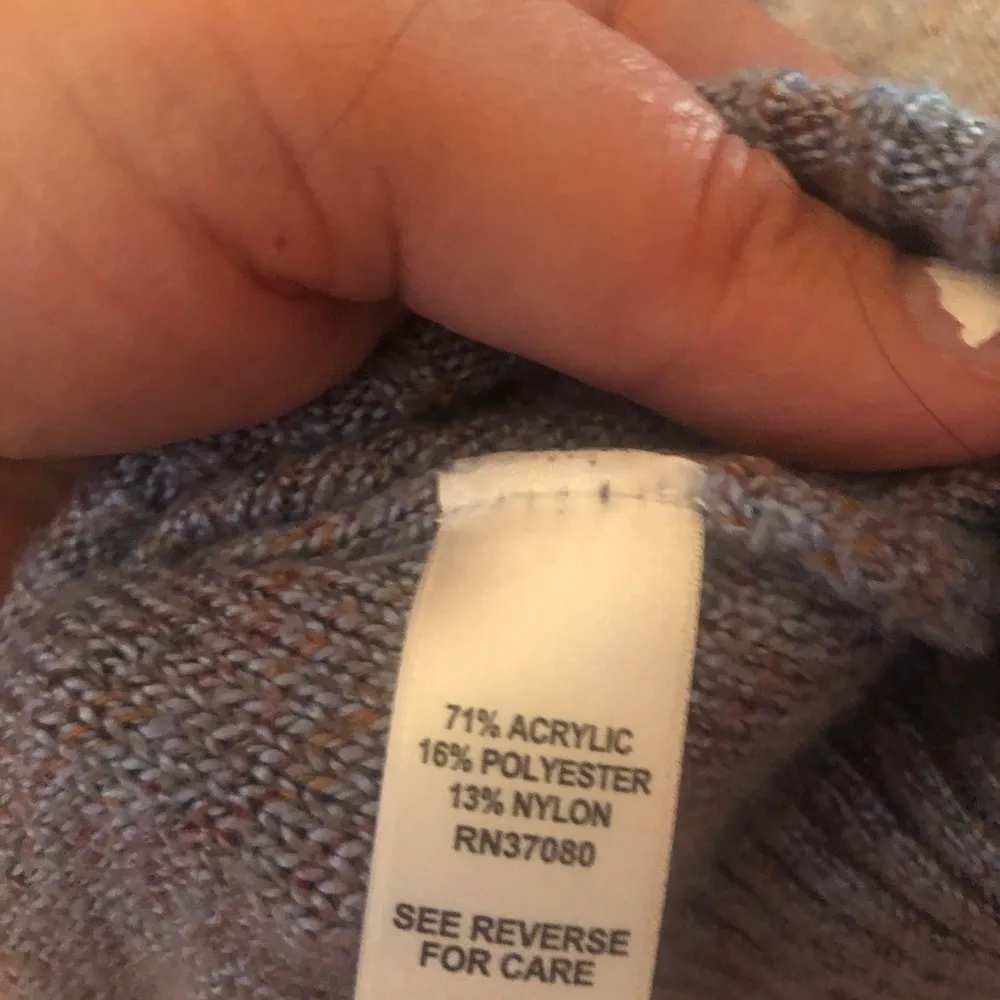 71% ACRYLIC
16% POLYESTER
13% NYLON
RN37080
SEE REVERSE
FOR CARE